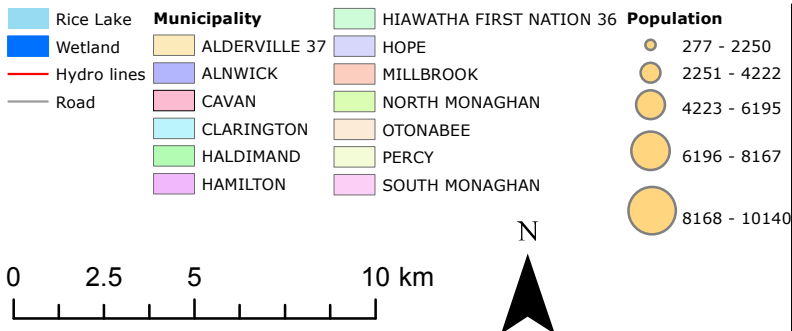 Rice Lake
Wetland
Hydro lines
Road
Municipality
ALDERVILLE 37
ALNWICK
CAVAN
CLARINGTON
HALDIMAND
HAMILTON
HIAWATHA FIRST NATION 36
HOPE
MILLBROOK
NORTH MONAGHAN
OTONABEE
PERCY
SOUTH MONAGHAN
Population
277 - 2250
2251 - 4222
4223 - 6195
6196 - 8167
8168 - 10140
0 2.5 5 10 km
N